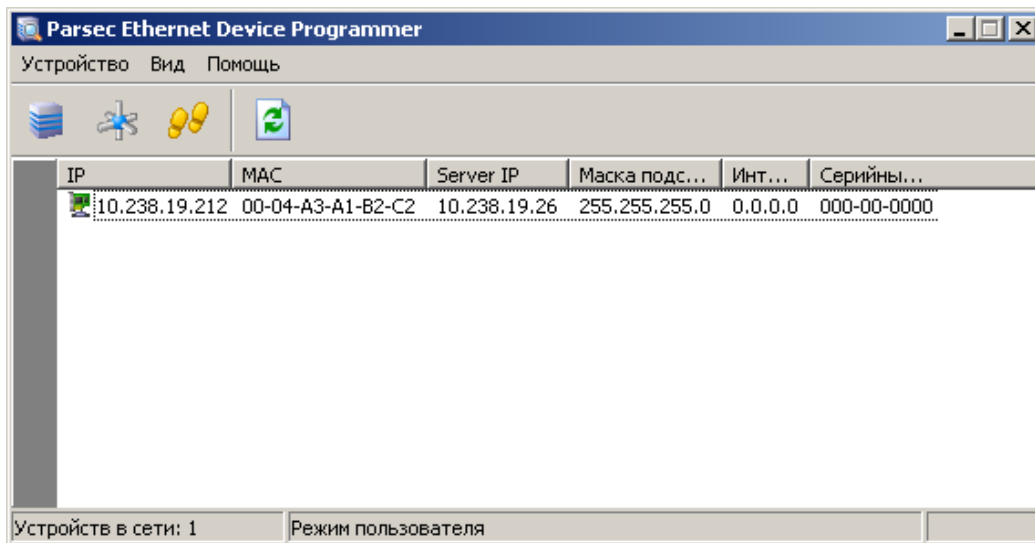 Parsec Ethernet Device Programmer
Устройство Вид Помощь
IP MAC Server IP Маска подс... Инт... Серийны...
10.238.19.212 00-04-A3-A1-B2-C2 10.238.19.26 255.255.255.0 0.0.0.0 000-00-0000
Устройств в сети: 1 Режим пользователя